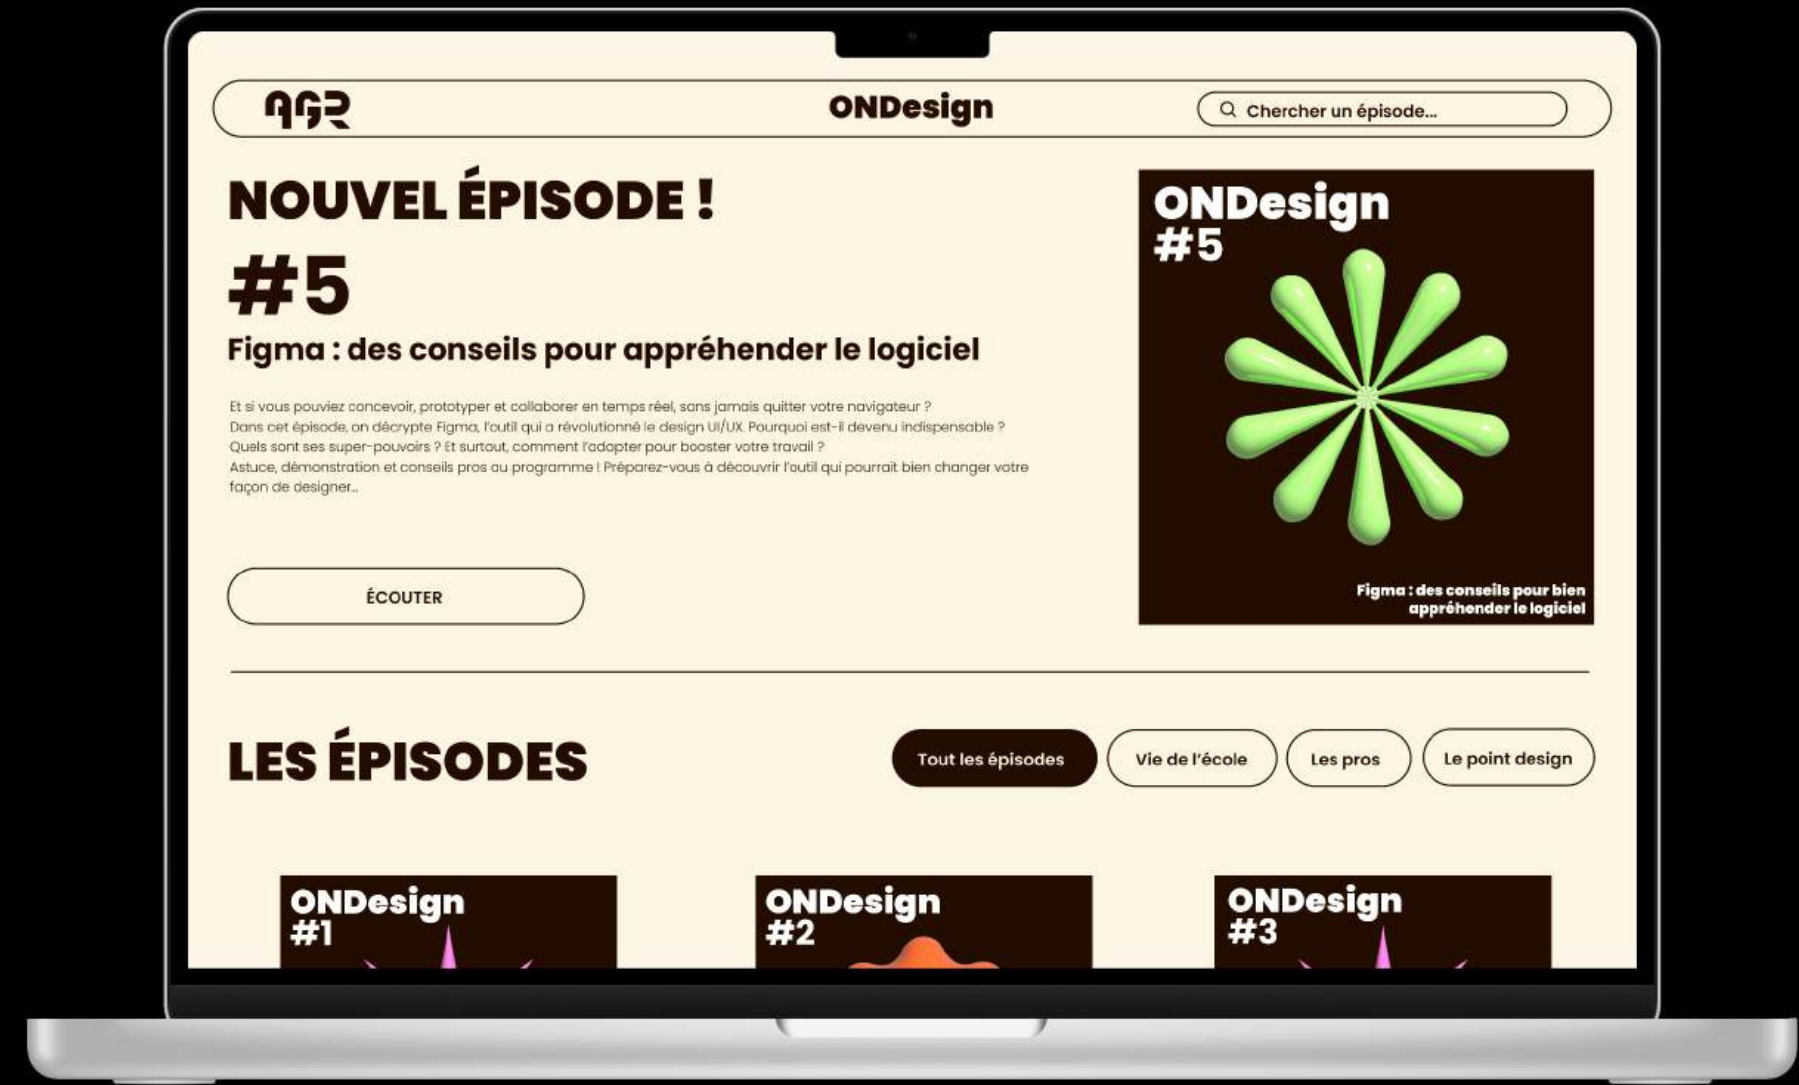 AGR
ONDesign
Chercher un épisode...
NOUVEL ÉPISODE !
#5
Figma : des conseils pour appréhender le logiciel
Et si vous pouviez concevoir, prototyper et collaborer en temps réel, sans jamais quitter votre navigateur ?
Dans cet épisode, on décrypte Figma, l'outil qui a révolutionné le design UI/UX. Pourquoi est-il devenu indispensable ?
Quels sont ses super-pouvoirs ? Et surtout, comment l'adopter pour booster votre travail ?
Astuce, démonstration et conseils pros au programme ! Préparez-vous à découvrir l'outil qui pourrait bien changer votre
façon de designer...
ÉCOUTER
ONDesign
#5
Figma : des conseils pour bien
appréhender le logiciel
LES ÉPISODES
Tout les épisodes
Vie de l'école
Les pros
Le point design
ONDesign
#1
ONDesign
#2
ONDesign
#3